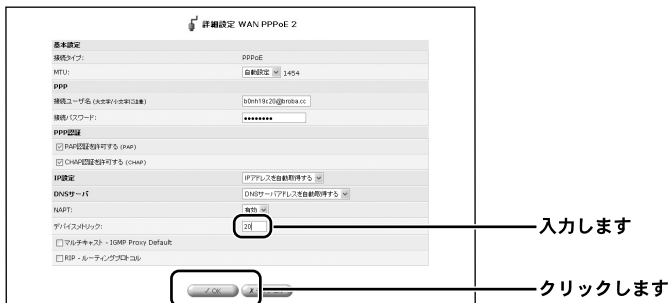 詳細設定 WAN PPPoE 2
基本設定
接続タイプ: PPPoE
MTU: 自動設定 1454
PPP
接続ユーザ名 (大文字/小文字に注意) b0nh19c20@broba.cc
接続パスワード: ●●●●●●●●
PPP認証
PAP認証を許可する (PAP)
CHAP認証を許可する (CHAP)
IP設定 IPアドレスを自動取得する
DNSサーバ DNSサーバアドレスを自動取得する
NAPT: 有効
デバイスメトリック: 20 入力します
マルチキャスト - IGMP Proxy Default
RIP - ルーティングプロトコル
OK クリックします